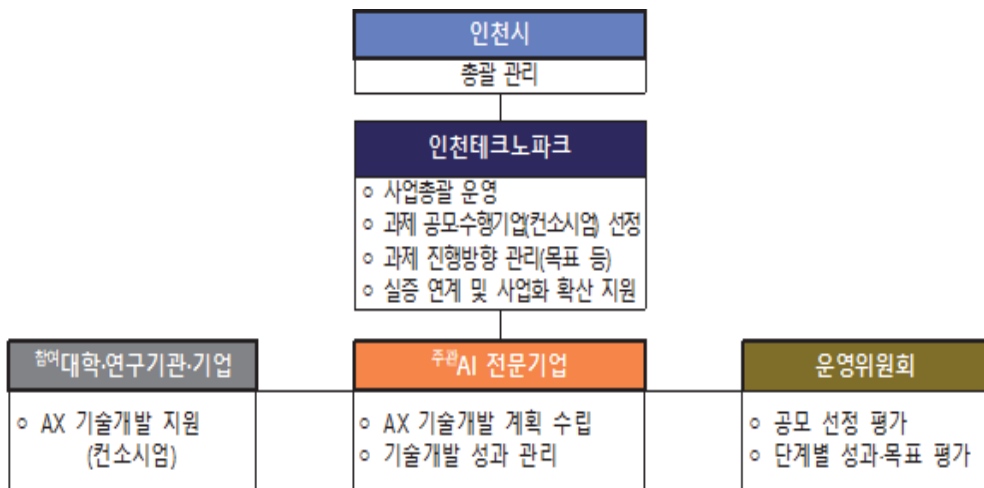 인천시
총괄 관리
인천테크노파크
○ 사업총괄 운영
○ 과제 공모·수행기업(컨소시엄) 선정
○ 과제 진행방향 관리(목표 등)
○ 실증 연계 및 사업화 확산 지원
참여대학·연구기관·기업
○ AX 기술개발 지원
(컨소시엄)
주관AI 전문기업
○ AX 기술개발 계획 수립
○ 기술개발 성과 관리
운영위원회
○ 공모 선정 평가
○ 단계별 성과·목표 평가